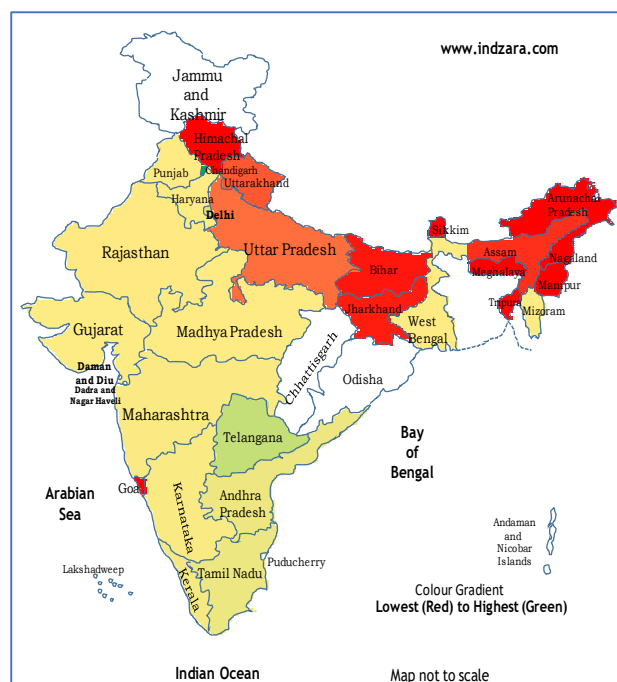 www.indzara.com
Jammu
and
Kashmir
Himachal
Pradesh
Chandigarh
Punjab
Uttarakhand
Haryana
Delhi
Rajasthan
Uttar Pradesh
Sikkim
Arunachal
Pradesh
Assam
Nagaland
Meghalaya
Manipur
Tripura
Mizoram
Bihar
Jharkhand
West
Bengal
Gujarat
Madhya Pradesh
Chhattisgarh
Odisha
Daman
and Diu
Dadra and
Nagar Haveli
Maharashtra
Telangana
Bay
of
Bengal
Arabian
Sea
Goa
Karnataka
Andhra
Pradesh
Andaman
and
Nicobar
Islands
Lakshadweep
Kerala
Tamil Nadu
Puducherry
Colour Gradient
Lowest (Red) to Highest (Green)
Indian Ocean
Map not to scale